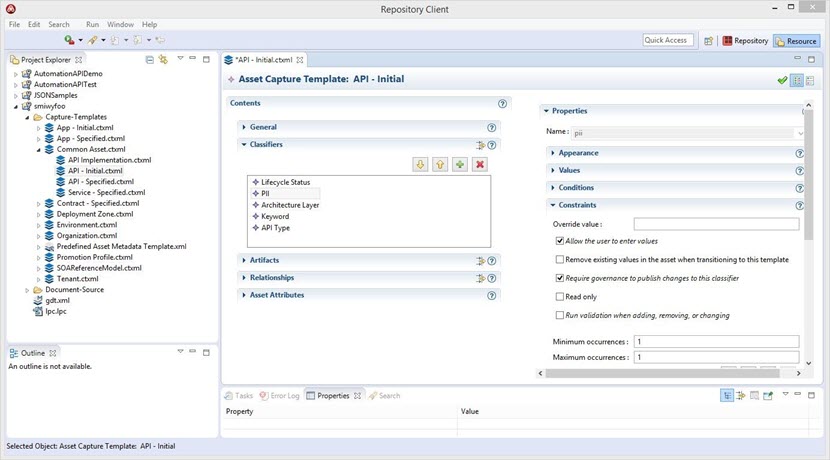 Repository Client
File Edit Search Run Window Help
Quick Access
Repository
Resource
Project Explorer
AutomationAPIDemo
AutomationAPITest
JSONSamples
smiwyfoo
Capture-Templates
App - Initial.ctxml
App - Specified.ctxml
Common Asset.ctxml
API Implementation.ctxml
API - Initial.ctxml
API - Specified.ctxml
Service - Specified.ctxml
Contract - Specified.ctxml
Deployment Zone.ctxml
Environment.ctxml
Organization.ctxml
Predefined Asset Metadata Template.xml
Promotion Profile.ctxml
SOAReferenceModel.ctxml
Tenant.ctxml
Document-Source
gdt.xml
lpc.lpc
Outline
An outline is not available.
*API - Initial.ctxml
Asset Capture Template: API - Initial
Contents
General
Classifiers
Lifecycle Status
PII
Architecture Layer
Keyword
API Type
Artifacts
Relationships
Asset Attributes
Properties
Name : pii
Appearance
Values
Conditions
Constraints
Override value :
Allow the user to enter values
Remove existing values in the asset when transitioning to this template
Require governance to publish changes to this classifier
Read only
Run validation when adding, removing, or changing
Minimum occurrences : 1
Maximum occurrences : 1
Tasks Error Log Properties Search
Property Value
Selected Object: Asset Capture Template: API - Initial